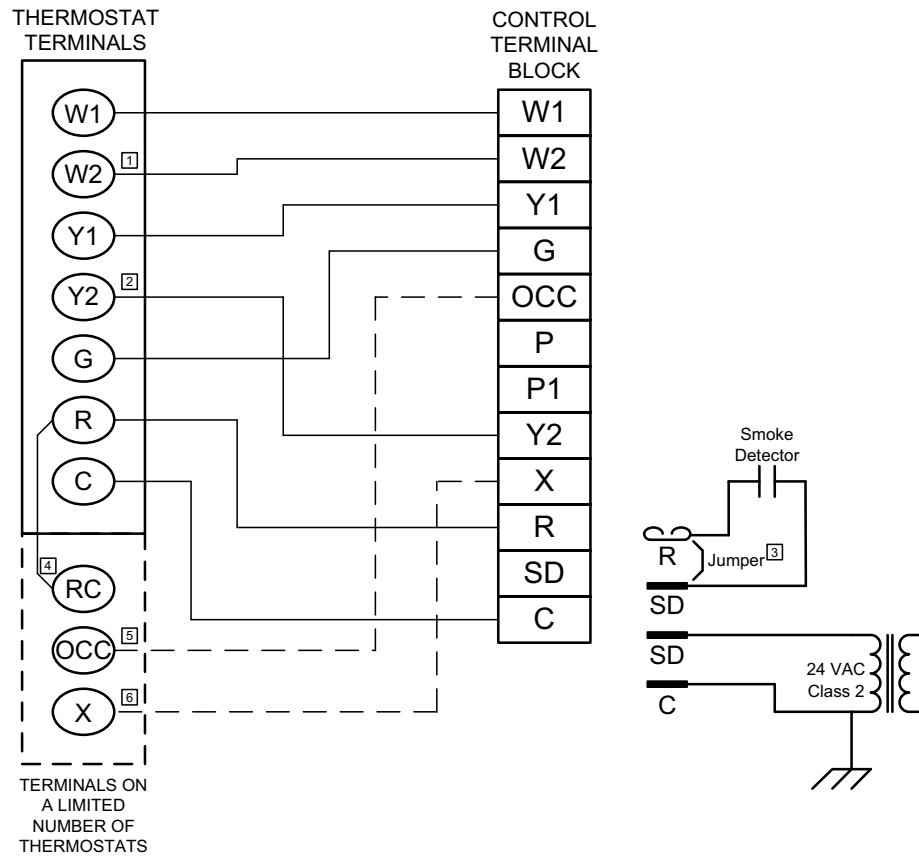 THERMOSTAT
TERMINALS
W1
W2 1
Y1
Y2 2
G
R
C
4 RC
OCC 5
X 6
TERMINALS ON
A LIMITED
NUMBER OF
THERMOSTATS
CONTROL
TERMINAL
BLOCK
W1
W2
Y1
G
OCC
P
P1
Y2
X
R
SD
C
Smoke
Detector
R
Jumper 3
SD
SD
C
24 VAC
Class 2